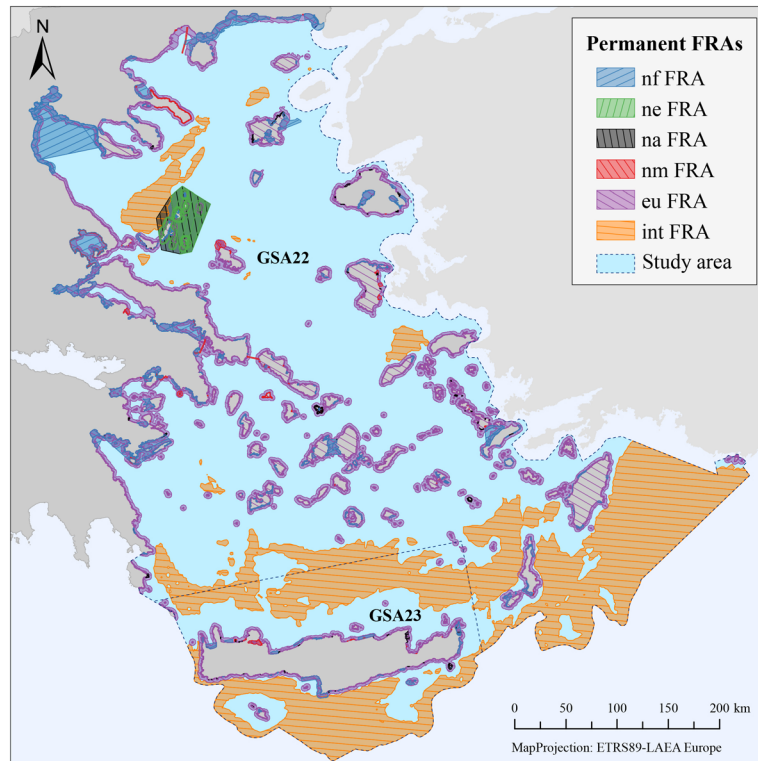 N
Permanent FRAs
nf FRA
ne FRA
na FRA
nm FRA
eu FRA
int FRA
Study area
GSA22
GSA23
0 50 100 150 200 km
MapProjection: ETRS89-LAEA Europe